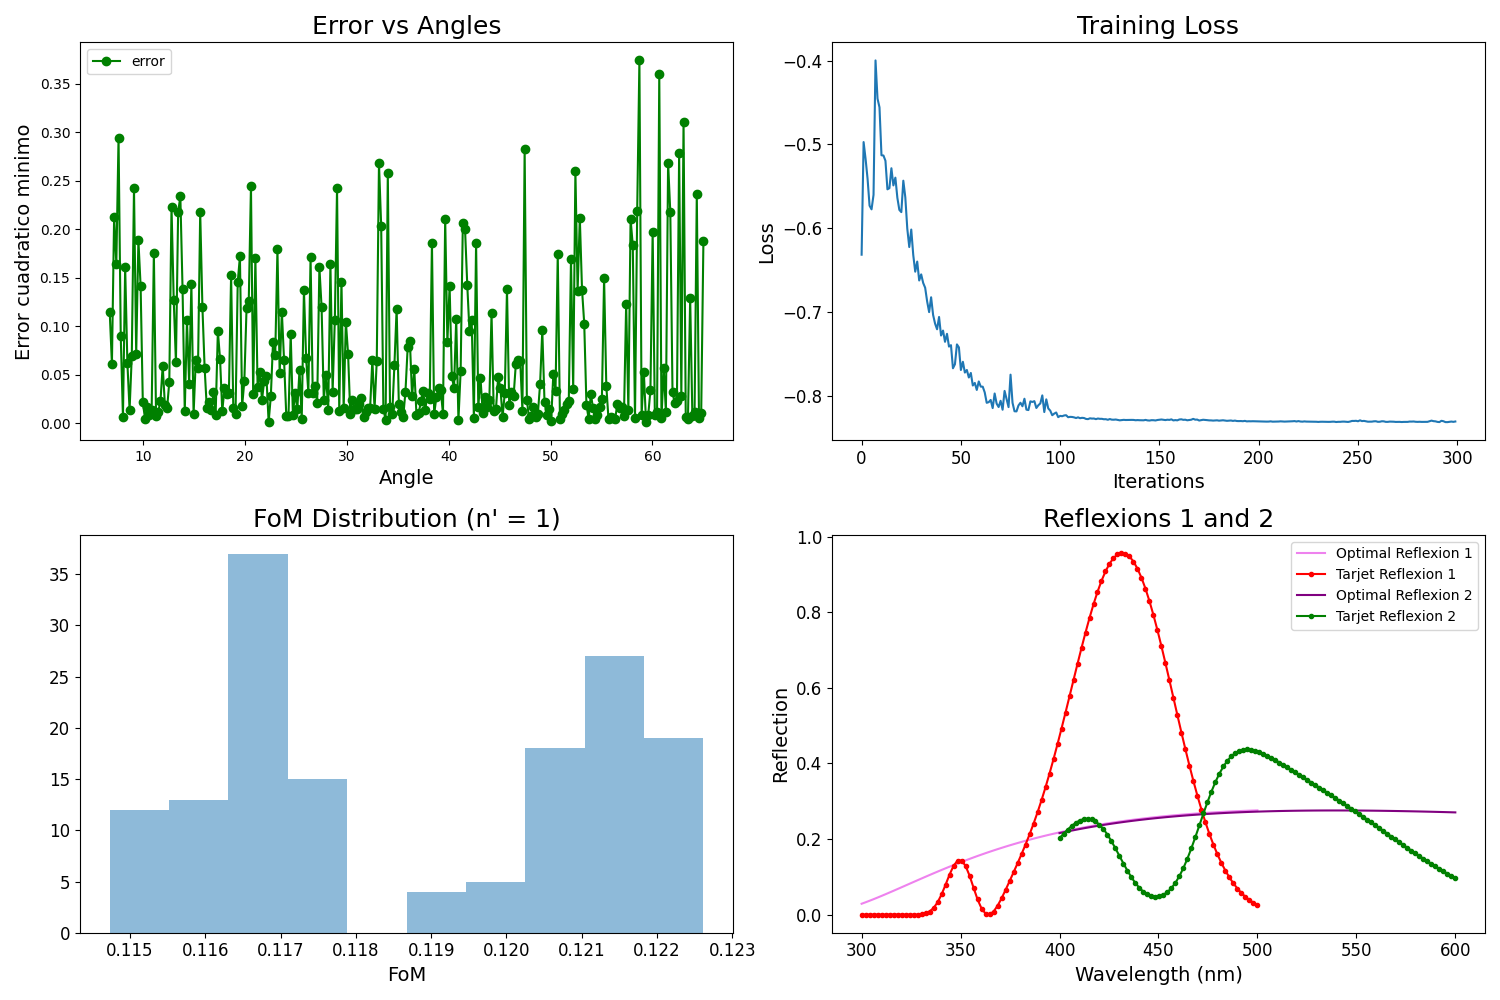 Error vs Angles
error
Error cuadratico minimo
0.35
0.30
0.25
0.20
0.15
0.10
0.05
0.00
10 20 30 40 50 60
Angle
Training Loss
Loss
−0.4
−0.5
−0.6
−0.7
−0.8
0 50 100 150 200 250 300
Iterations
FoM Distribution (n' = 1)
35
30
25
20
15
10
5
0
0.115 0.116 0.117 0.118 0.119 0.120 0.121 0.122 0.123
FoM
Reflexions 1 and 2
Optimal Reflexion 1
Tarjet Reflexion 1
Optimal Reflexion 2
Tarjet Reflexion 2
Reflection
1.0
0.8
0.6
0.4
0.2
0.0
300 350 400 450 500 550 600
Wavelength (nm)